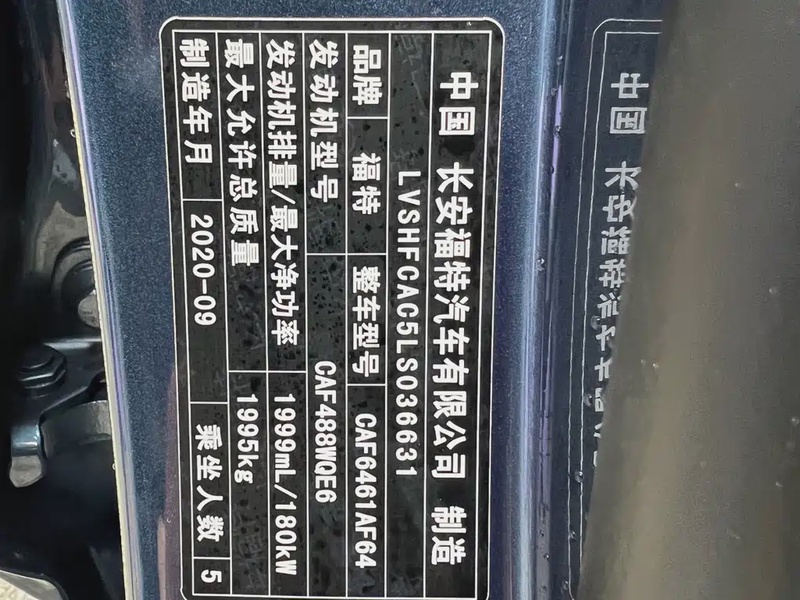 中国 长安福特汽车有限公司 制造
LVSHFCAC5LS036631
品牌 福特 整车型号 CAF6461AF64
发动机型号 CAF488WQE6
发动机排量/最大净功率 1999mL/180kW
最大允许总质量 1995kg
制造年月 2020-09 乘坐人数 5
中国